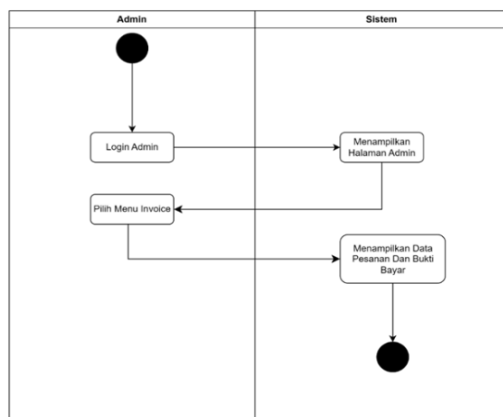 Admin
Sistem
Login Admin
Menampilkan
Halaman Admin
Pilih Menu Invoice
Menampilkan Data
Pesanan Dan Bukti
Bayar